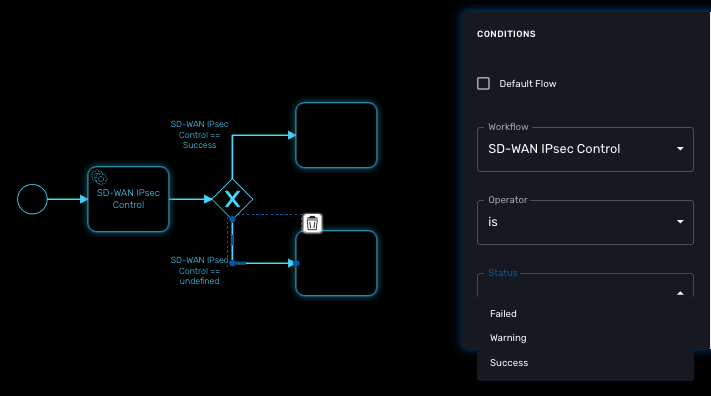 SD-WAN IPsec
Control ==
Success
SD-WAN IPsec
Control
X
SD-WAN IPsec
Control ==
undefined
CONDITIONS
Default Flow
Workflow
SD-WAN IPsec Control
Operator
is
Status
Failed
Warning
Success